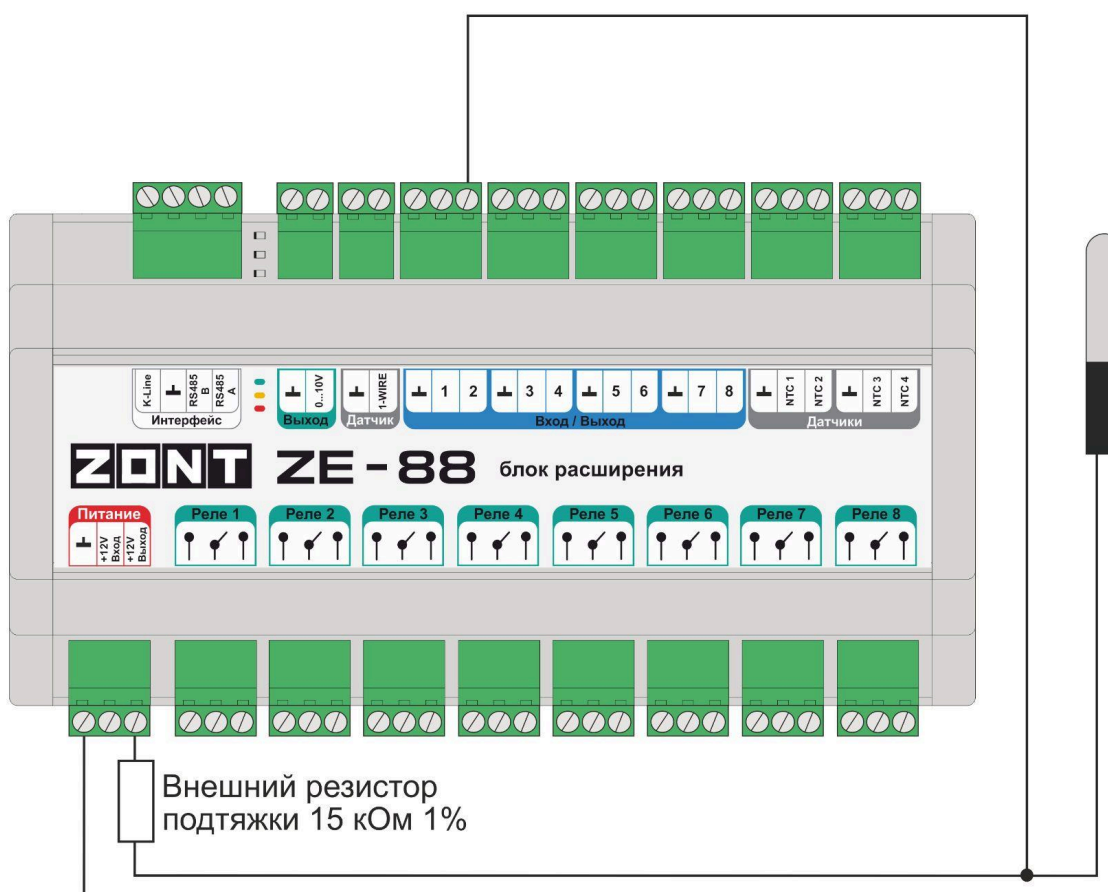 K-Line ⊥ RS485 B RS485 A
Интерфейс
⊥ 0...10V
Выход
⊥ 1-WIRE
Датчик
⊥ 1 2 ⊥ 3 4 ⊥ 5 6 ⊥ 7 8
Вход / Выход
⊥ NTC 1 NTC 2 ⊥ NTC 3 NTC 4
Датчики
ZONT ZE-88 блок расширения
Питание
⊥ +12V Вход +12V Выход
Реле 1 Реле 2 Реле 3 Реле 4 Реле 5 Реле 6 Реле 7 Реле 8
Внешний резистор
подтяжки 15 кОм 1%